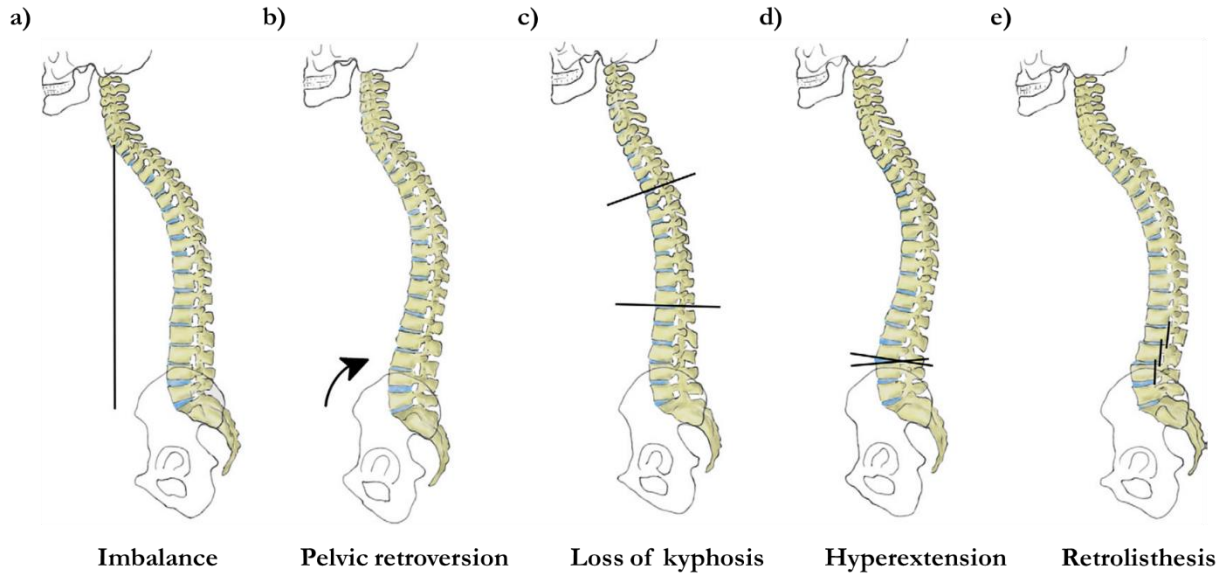 a) b) c) d) e)
Imbalance Pelvic retroversion Loss of kyphosis Hyperextension Retrolisthesis